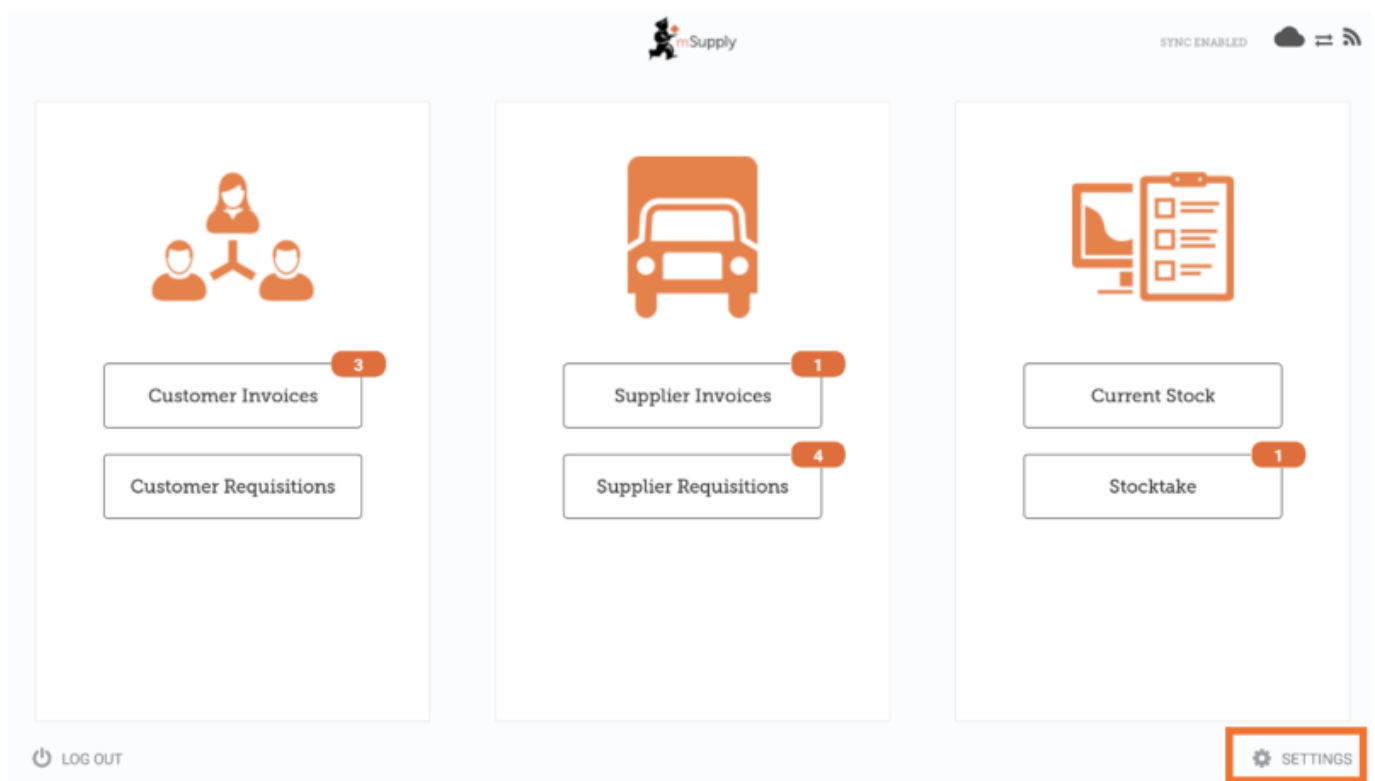 mSupply
SYNC ENABLED
3
Customer Invoices
Customer Requisitions
1
Supplier Invoices
4
Supplier Requisitions
Current Stock
1
Stocktake
LOG OUT
SETTINGS